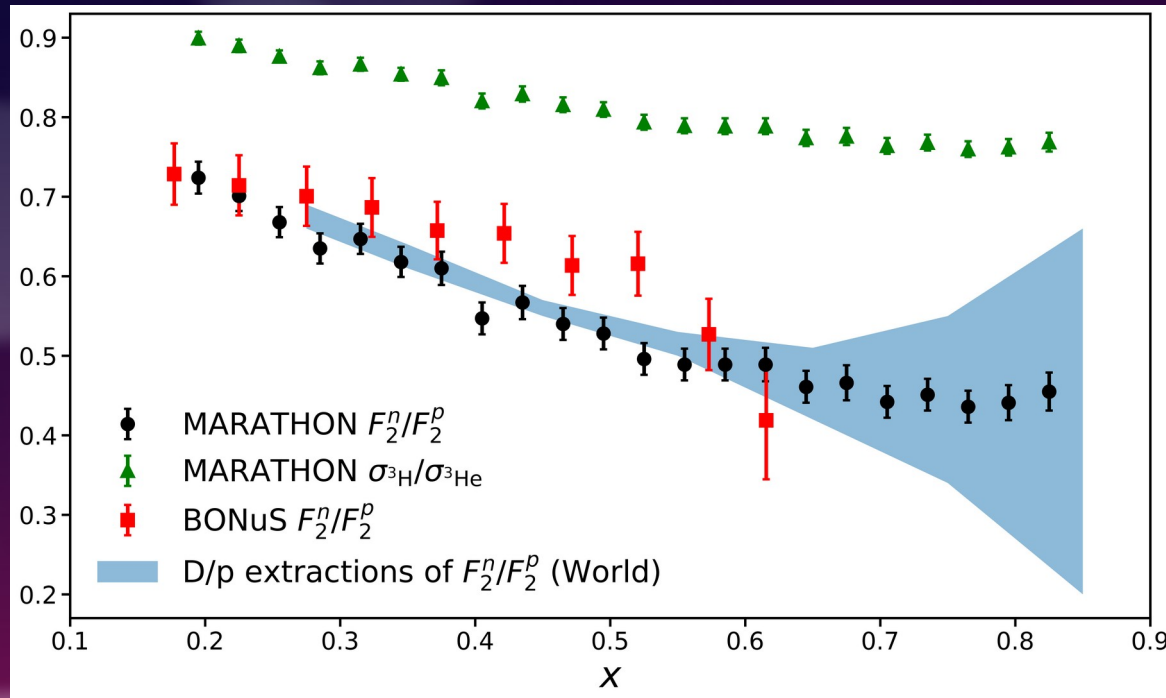 0.9
0.8
0.7
0.6
0.5
0.4
0.3
0.2
MARATHON F₂ⁿ/F₂ᵖ
MARATHON σ³H/σ³He
BONuS F₂ⁿ/F₂ᵖ
D/p extractions of F₂ⁿ/F₂ᵖ (World)
0.1 0.2 0.3 0.4 0.5 0.6 0.7 0.8 0.9
x